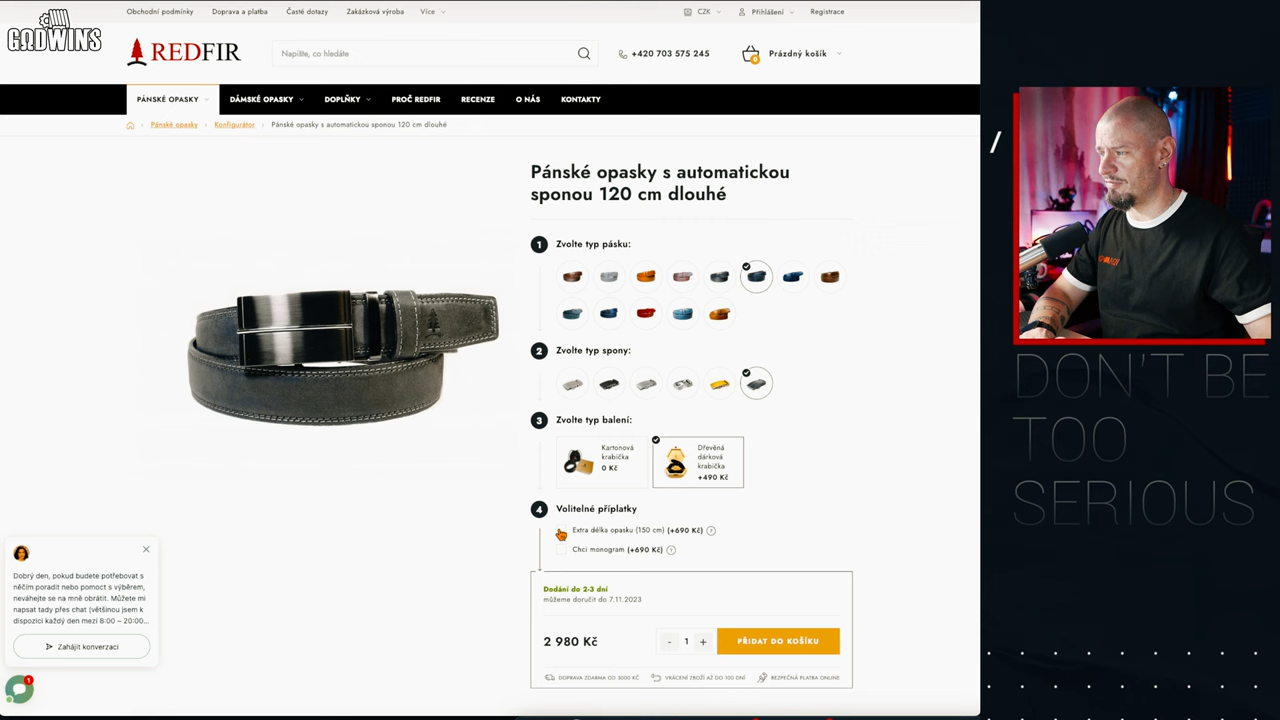 GODWINS
Obchodní podmínky
Doprava a platba
Časté dotazy
Zakázková výroba
Více
CZK
Přihlášení
Registrace
REDFIR
Napište, co hledáte
+420 703 575 245
0
Prázdný košík
PÁNSKÉ OPASKY
DÁMSKÉ OPASKY
DOPLŇKY
PROČ REDFIR
RECENZE
O NÁS
KONTAKTY
Pánské opasky
Konfigurátor
Pánské opasky s automatickou sponou 120 cm dlouhé
Pánské opasky s automatickou
sponou 120 cm dlouhé
1 Zvolte typ pásku:
2 Zvolte typ spony:
3 Zvolte typ balení:
Kartonová
krabička
0 Kč
Dřevěná
dárková
krabička
+490 Kč
4 Volitelné příplatky
Extra délka opasku (150 cm) (+690 Kč) ?
Chci monogram (+690 Kč) ?
Dodání do 2-3 dní
můžeme doručit do 7.11.2023
2 980 Kč
- 1 +
PŘIDAT DO KOŠÍKU
DOPRAVA ZDARMA OD 3000 KČ
VRÁCENÍ ZBOŽÍ AŽ DO 100 DNÍ
BEZPEČNÁ PLATBA ONLINE
Dobrý den, pokud budete potřebovat s
něčím poradit nebo pomoct s výběrem,
neváhejte se na mně obrátit. Můžete mi
napsat tady přes chat (většinou jsem k
dispozici každý den mezi 8:00 – 20:00...
Zahájit konverzaci
1
/
DON'T BE
TOO
SERIOUS